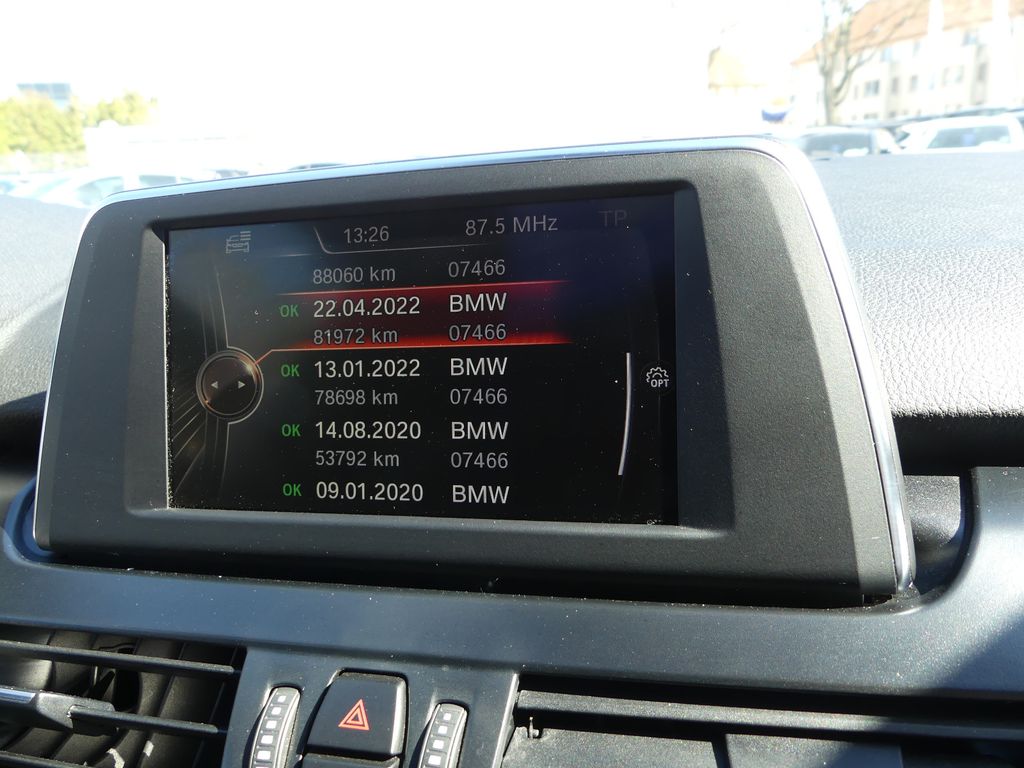 13:26 87.5 MHz TP
88060 km 07466
OK 22.04.2022 BMW
81972 km 07466
OK 13.01.2022 BMW
78698 km 07466
OPT
OK 14.08.2020 BMW
53792 km 07466
OK 09.01.2020 BMW